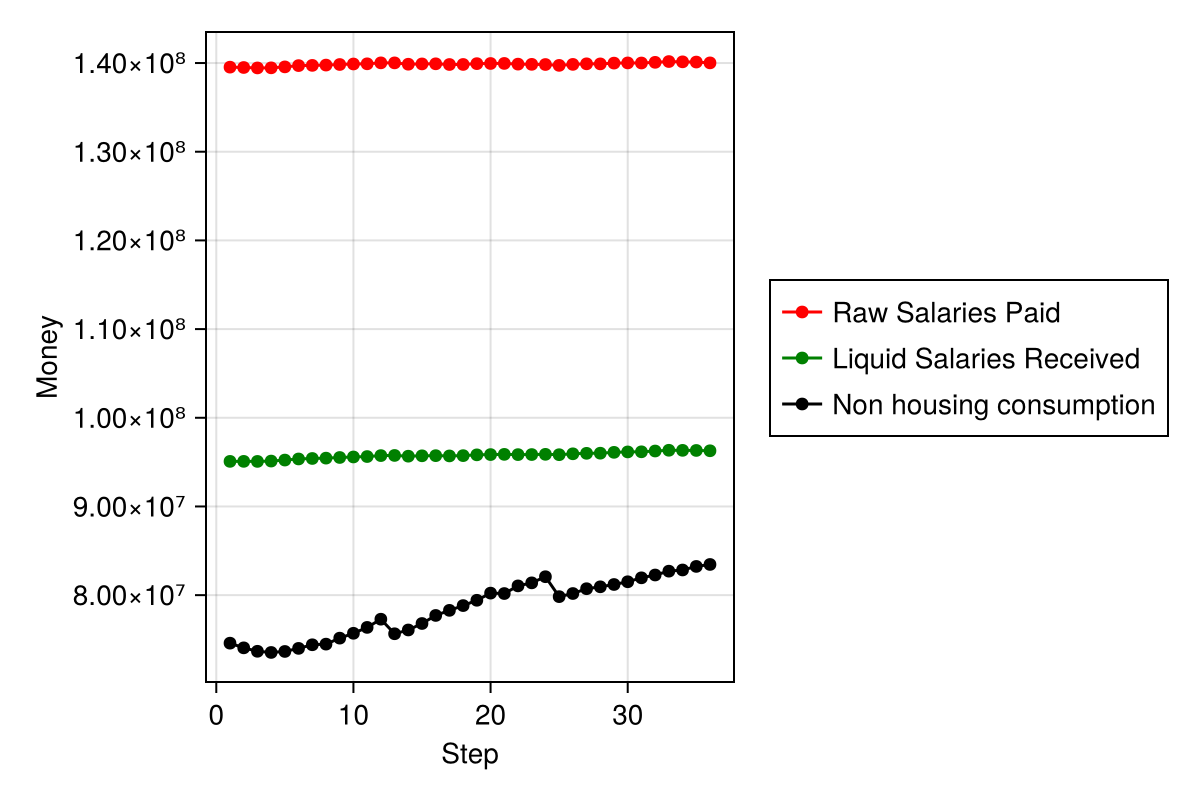 1.40×10⁸
1.30×10⁸
1.20×10⁸
1.10×10⁸
1.00×10⁸
9.00×10⁷
8.00×10⁷
Money
0 10 20 30
Step
Raw Salaries Paid
Liquid Salaries Received
Non housing consumption